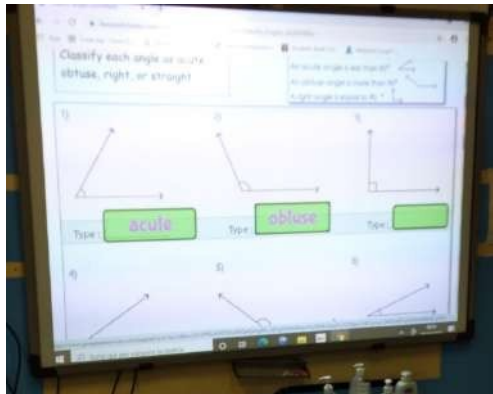 Classify each angle as acute,
obtuse, right, or straight
An acute angle is less than 90°
An obtuse angle is more than 90°
A right angle is equal to 90°
1)
2)
3)
Type : acute
Type : obtuse
Type :
4)
5)
6)